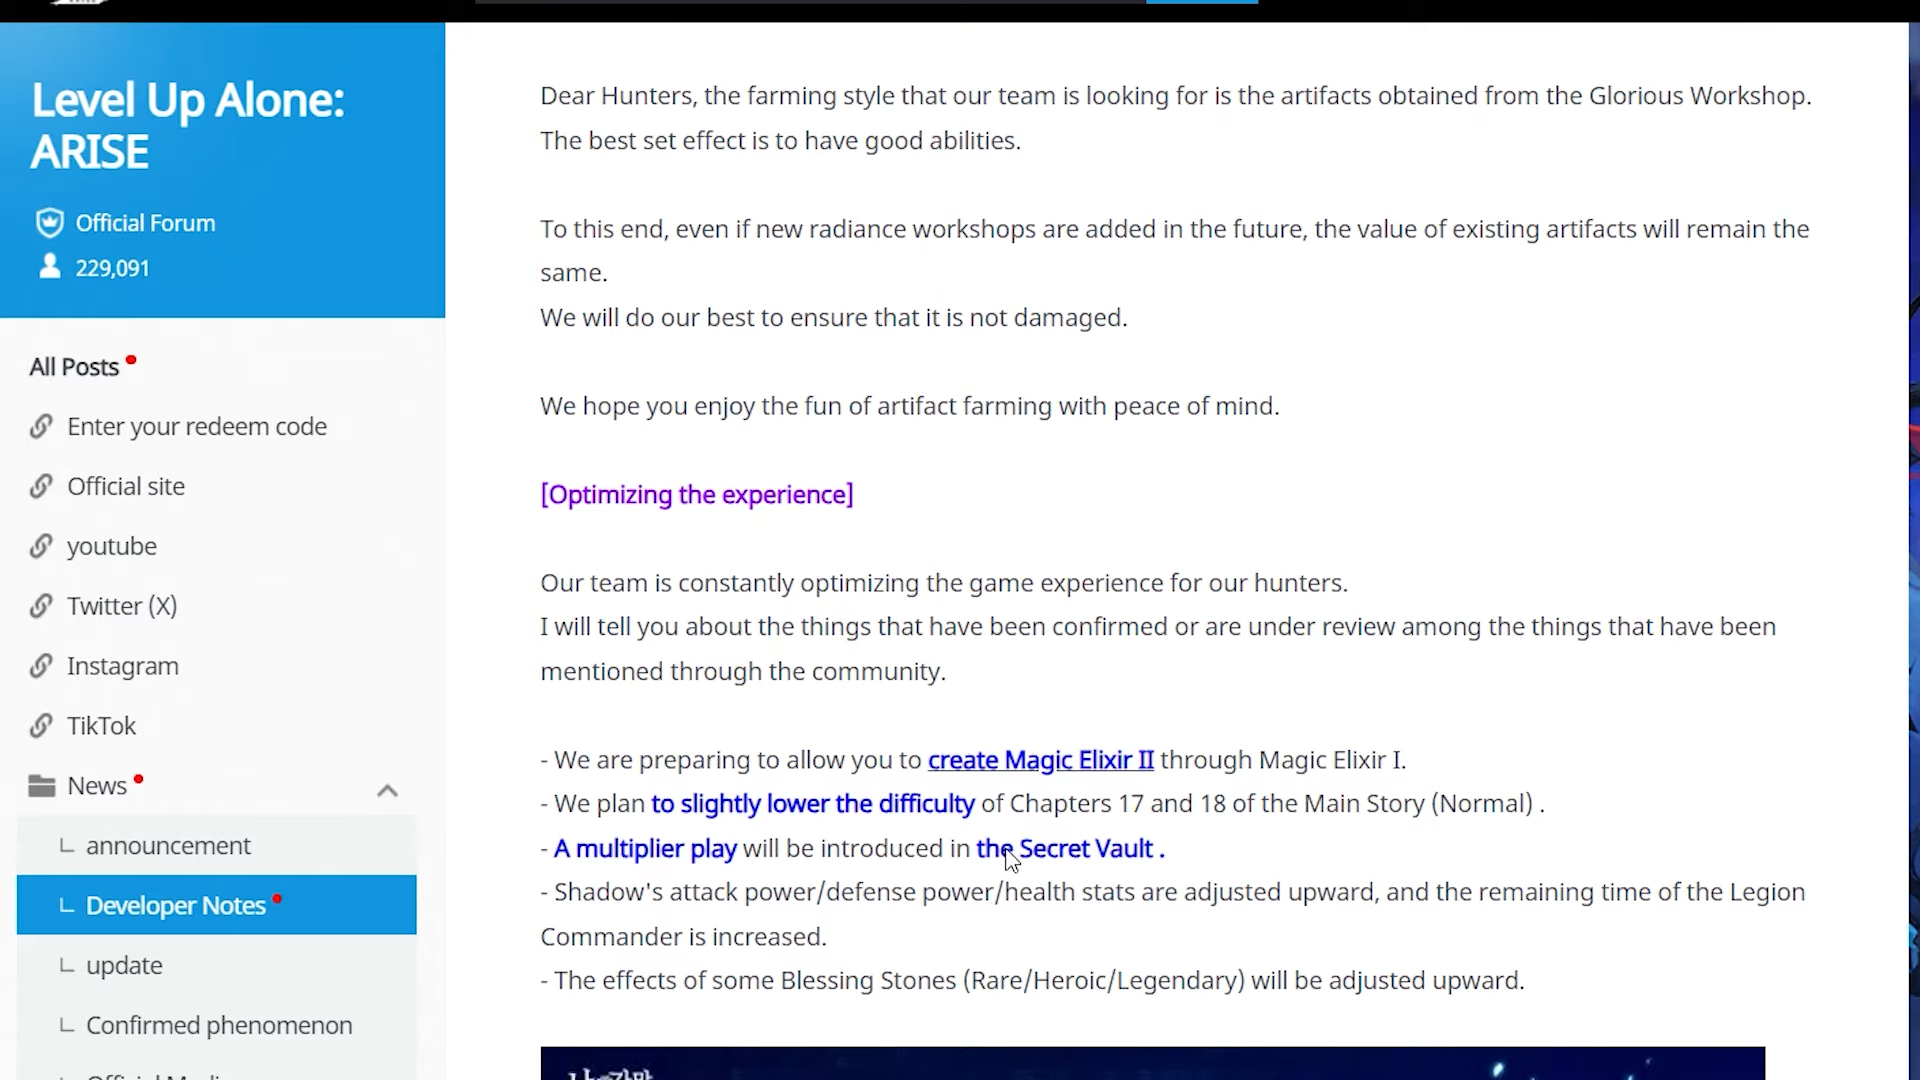 Level Up Alone:
ARISE
Official Forum
229,091
All Posts
Enter your redeem code
Official site
youtube
Twitter (X)
Instagram
TikTok
News
announcement
Developer Notes
update
Confirmed phenomenon
Dear Hunters, the farming style that our team is looking for is the artifacts obtained from the Glorious Workshop.
The best set effect is to have good abilities.
To this end, even if new radiance workshops are added in the future, the value of existing artifacts will remain the
same.
We will do our best to ensure that it is not damaged.
We hope you enjoy the fun of artifact farming with peace of mind.
[Optimizing the experience]
Our team is constantly optimizing the game experience for our hunters.
I will tell you about the things that have been confirmed or are under review among the things that have been
mentioned through the community.
- We are preparing to allow you to create Magic Elixir II through Magic Elixir I.
- We plan to slightly lower the difficulty of Chapters 17 and 18 of the Main Story (Normal) .
- A multiplier play will be introduced in the Secret Vault .
- Shadow's attack power/defense power/health stats are adjusted upward, and the remaining time of the Legion
Commander is increased.
- The effects of some Blessing Stones (Rare/Heroic/Legendary) will be adjusted upward.